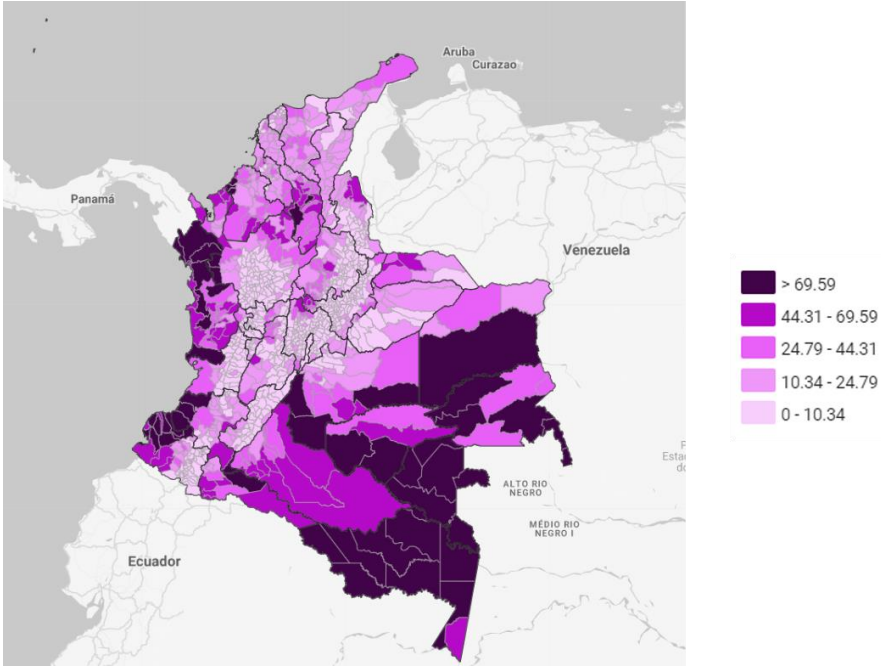 Aruba
Curazao
Panamá
Venezuela
> 69.59
44.31 - 69.59
24.79 - 44.31
10.34 - 24.79
0 - 10.34
ALTO RIO
NEGRO
MÉDIO RIO
NEGRO I
Ecuador